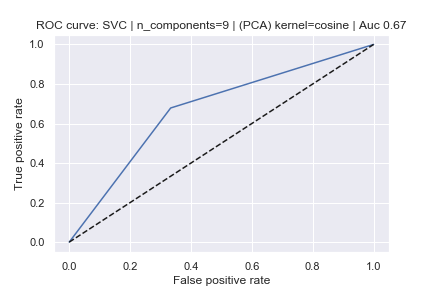 ROC curve: SVC | n_components=9 | (PCA) kernel=cosine | Auc 0.67
1.0
0.8
0.6
0.4
0.2
0.0
True positive rate
0.0 0.2 0.4 0.6 0.8 1.0
False positive rate